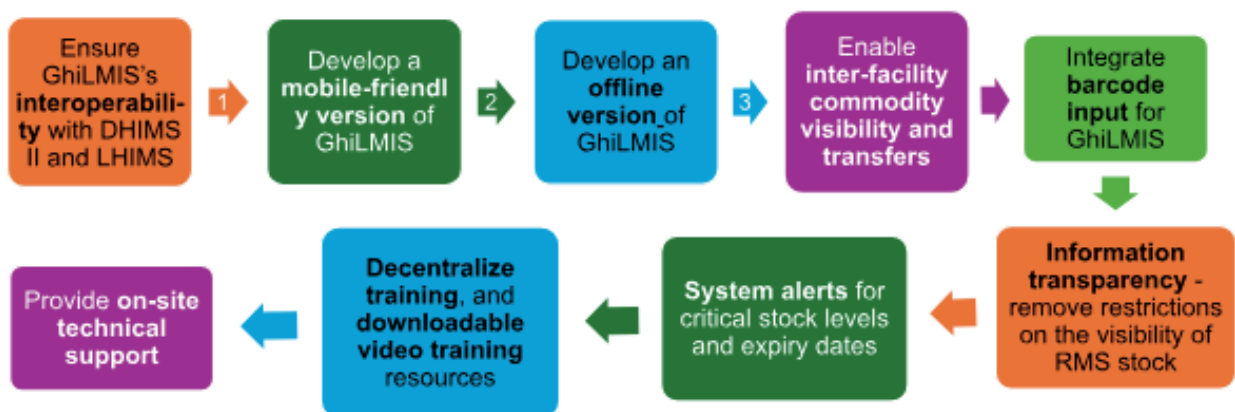 Ensure
GhiLMIS's
interoperabili-
ty with DHIMS
II and LHIMS
1
Develop a
mobile-friendl
y version of
GhiLMIS
2
Develop an
offline
version_of
GhiLMIS
3
Enable
inter-facility
commodity
visibility and
transfers
Integrate
barcode
input for
GhiLMIS
Information
transparency -
remove restrictions
on the visibility of
RMS stock
System alerts for
critical stock levels
and expiry dates
Decentralize
training, and
downloadable
video training
resources
Provide on-site
technical
support